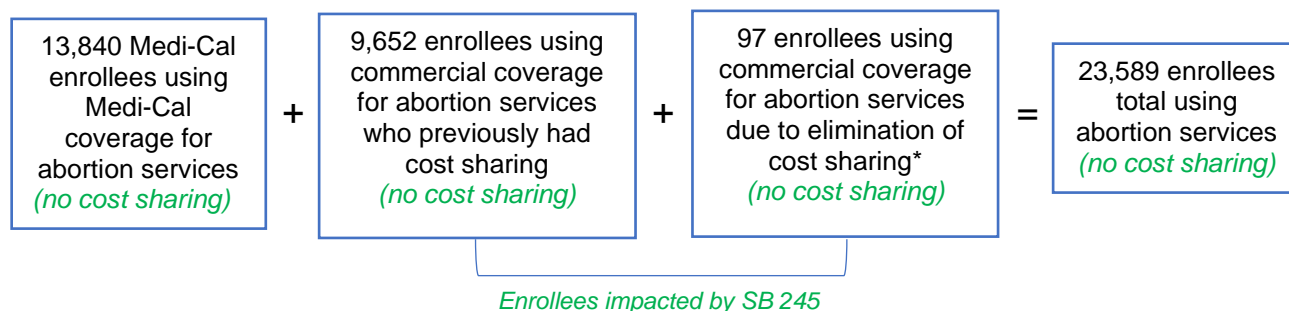 13,840 Medi-Cal
enrollees using
Medi-Cal
coverage for
abortion services
(no cost sharing)
+
9,652 enrollees using
commercial coverage
for abortion services
who previously had
cost sharing
(no cost sharing)
+
97 enrollees using
commercial coverage
for abortion services
due to elimination of
cost sharing*
(no cost sharing)
=
23,589 enrollees
total using
abortion services
(no cost sharing)
Enrollees impacted by SB 245